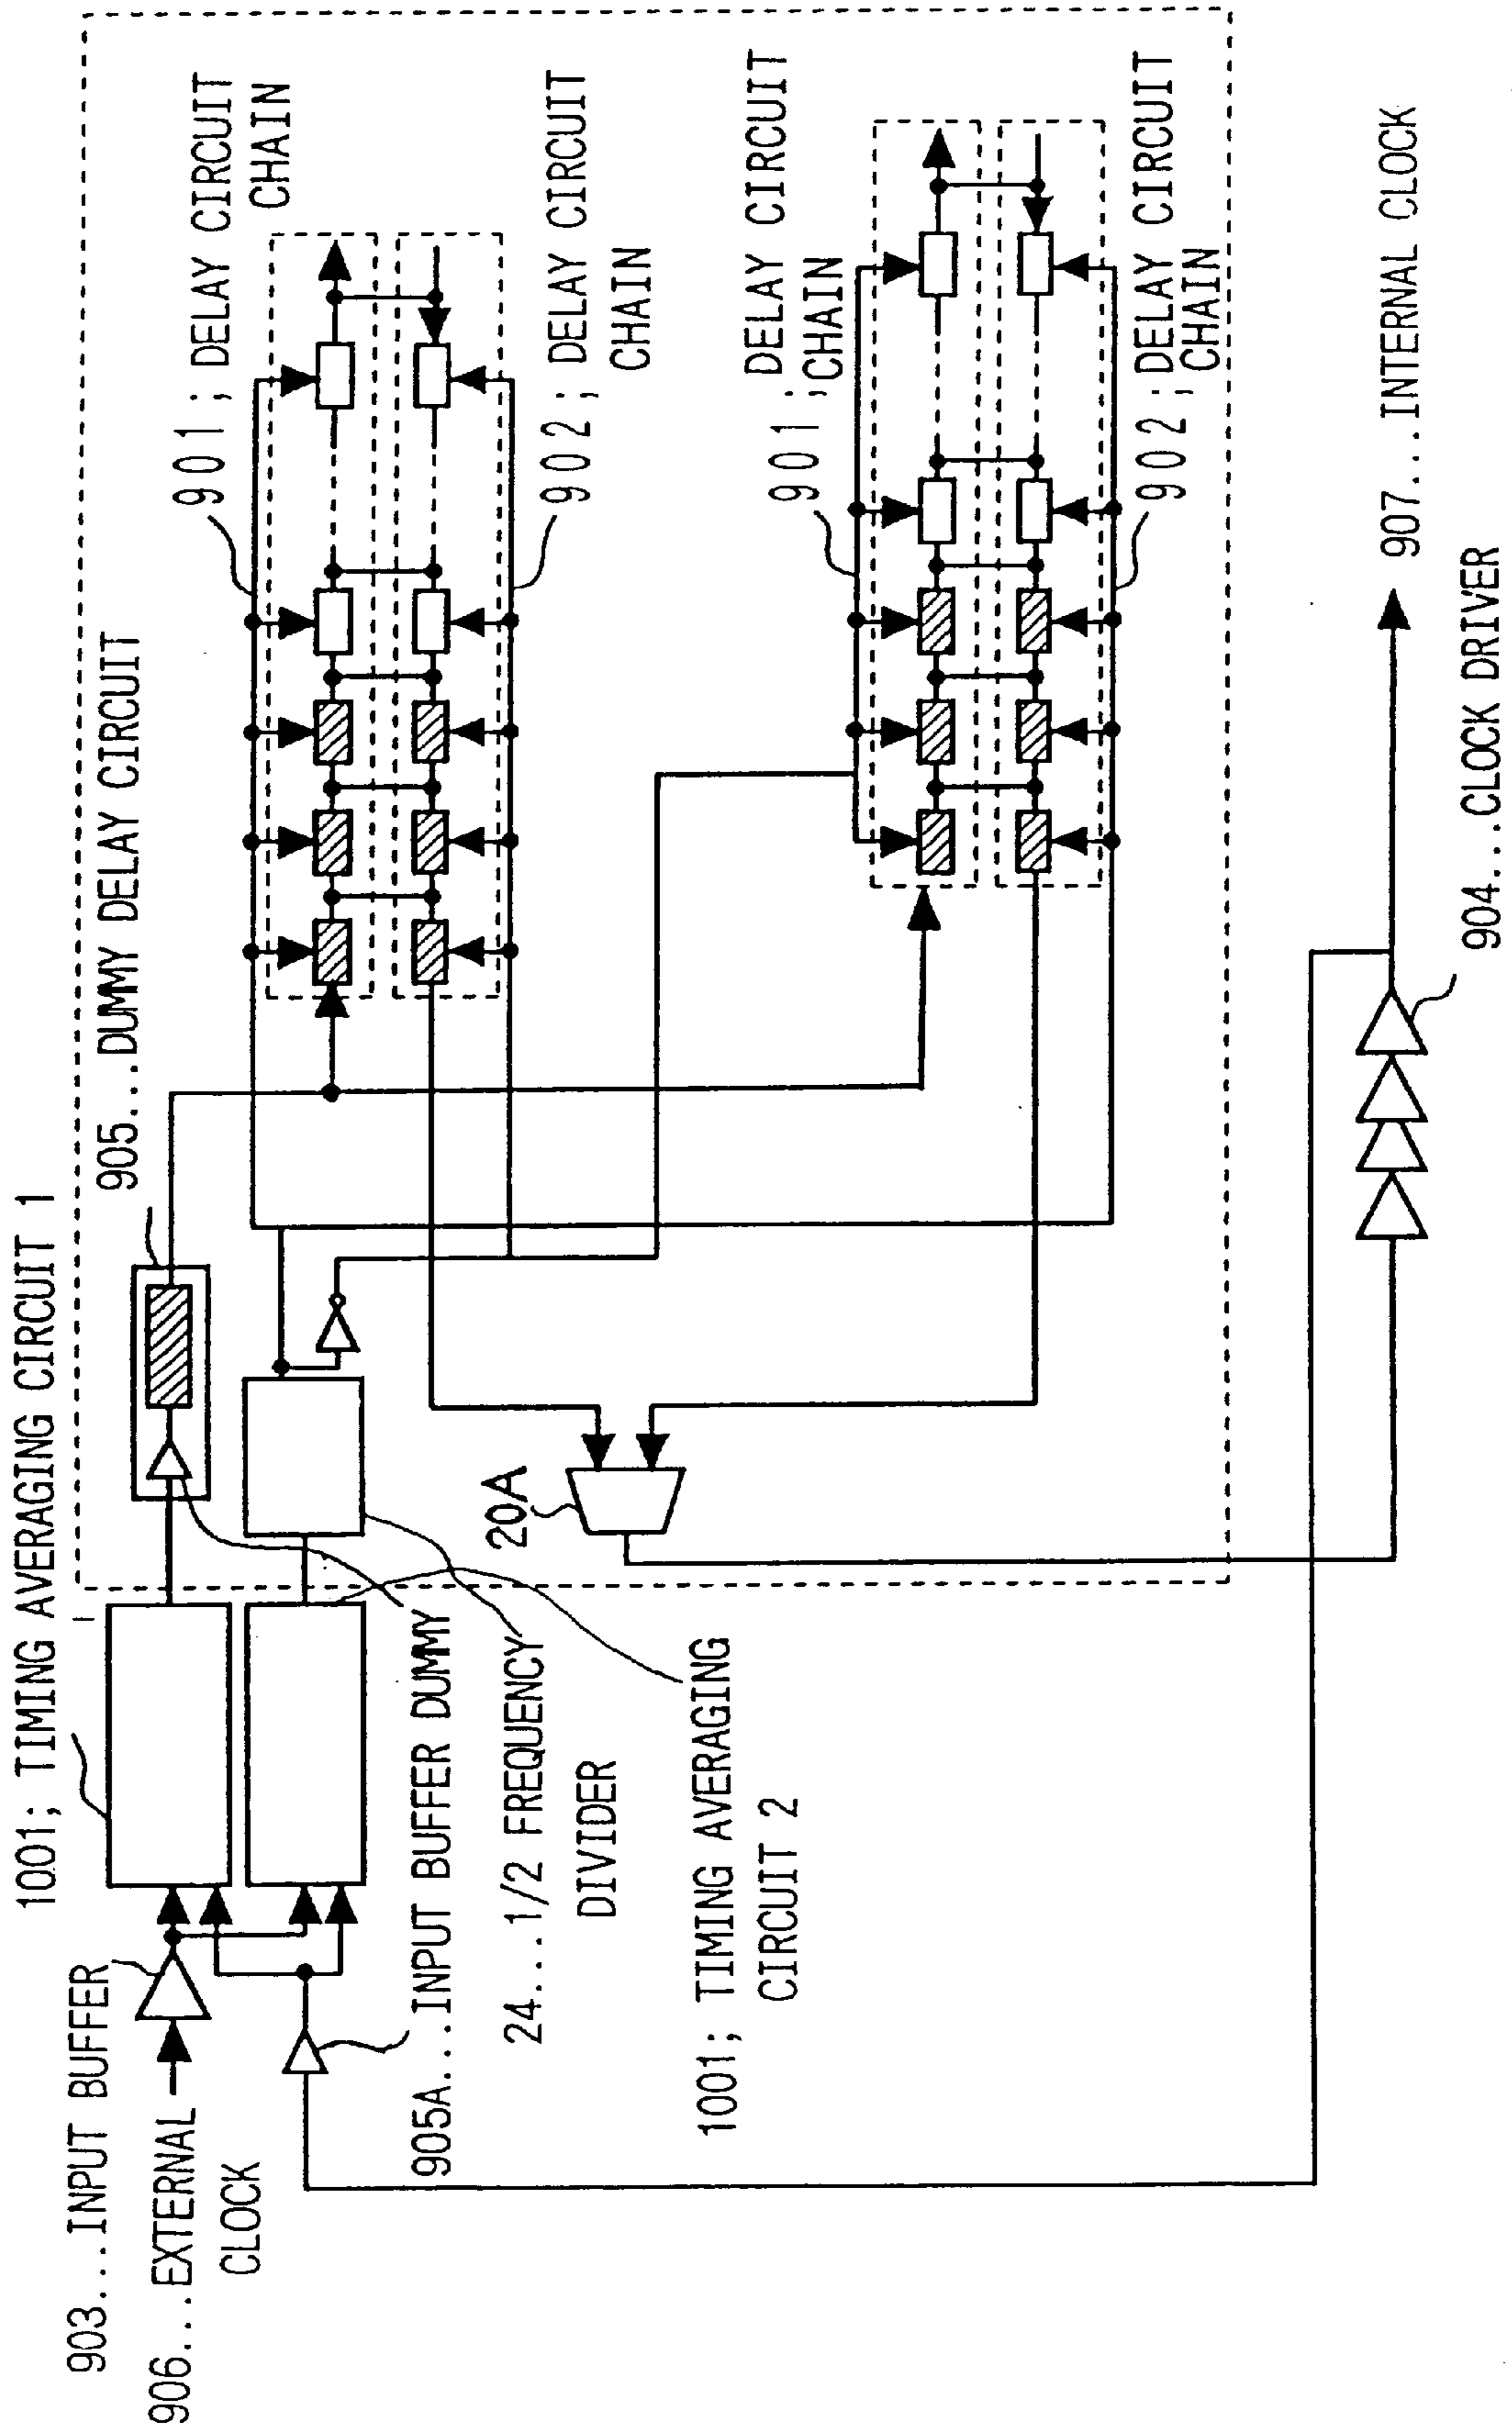 1001; TIMING AVERAGING CIRCUIT 1
903...INPUT BUFFER
906...EXTERNAL
CLOCK
905...DUMMY DELAY CIRCUIT
901; DELAY CIRCUIT
CHAIN
902; DELAY CIRCUIT
CHAIN
20A
905A...INPUT BUFFER DUMMY
24...1/2 FREQUENCY
DIVIDER
1001; TIMING AVERAGING
CIRCUIT 2
901; DELAY CIRCUIT
CHAIN
902; DELAY CIRCUIT
CHAIN
907...INTERNAL CLOCK
904...CLOCK DRIVER